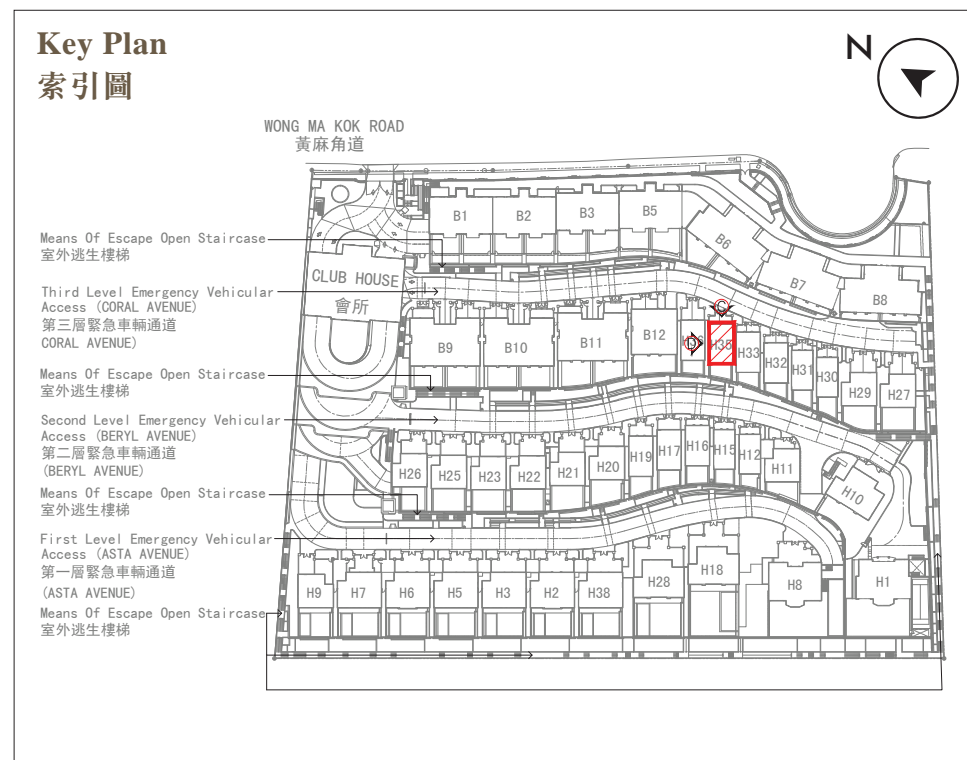 Key Plan
索引圖
N
WONG MA KOK ROAD
黃麻角道
Means Of Escape Open Staircase
室外逃生樓梯
CLUB HOUSE
會所
Third Level Emergency Vehicular
Access (CORAL AVENUE)
第三層緊急車輛通道
CORAL AVENUE)
Means Of Escape Open Staircase
室外逃生樓梯
Second Level Emergency Vehicular
Access (BERYL AVENUE)
第二層緊急車輛通道
(BERYL AVENUE)
Means Of Escape Open Staircase
室外逃生樓梯
First Level Emergency Vehicular
Access (ASTA AVENUE)
第一層緊急車輛通道
(ASTA AVENUE)
Means Of Escape Open Staircase
室外逃生樓梯
B1 B2 B3 B5 B6 B7 B8
C
B9 B10 B11 B12 D H35 H33 H32 H31 H30 H29 H27
H26 H25 H23 H22 H21 H20 H19 H17 H16 H15 H12 H11 H10
H9 H7 H6 H5 H3 H2 H38 H28 H18 H8 H1